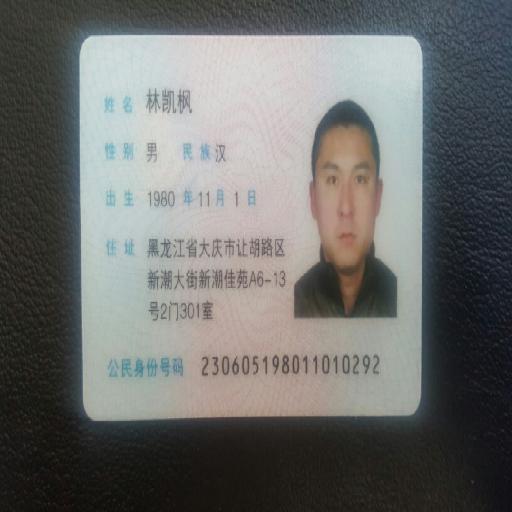 姓名 林凯枫
性别 男 民族 汉
出生 1980 年 11 月 1 日
住址 黑龙江省大庆市让胡路区
新潮大街新潮佳苑A6-13
号2门301室
公民身份号码 230605198011010292